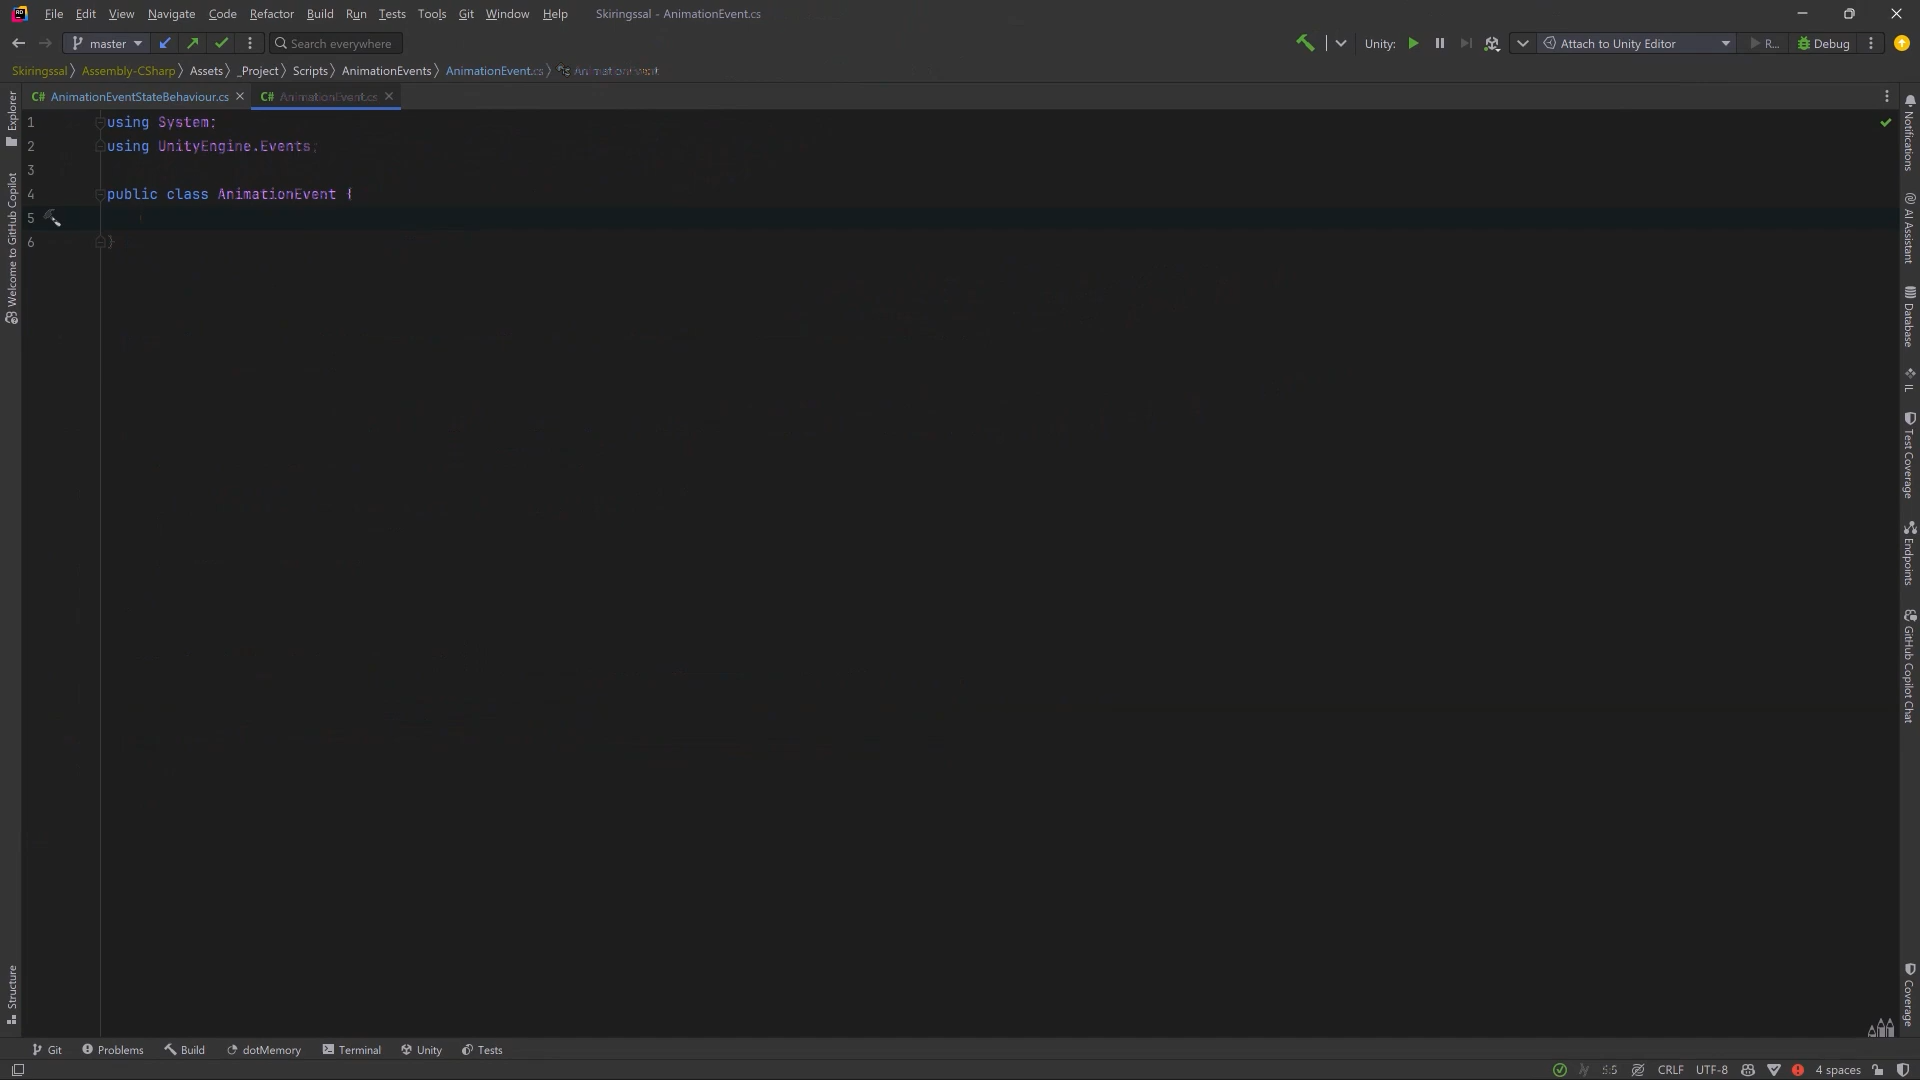 File Edit View Navigate Code Refactor Build Run Tests Tools Git Window Help Skiringssal - AnimationEvent.cs
master Search everywhere Unity: Attach to Unity Editor R... Debug
Skiringssal Assembly-CSharp Assets _Project Scripts AnimationEvents AnimationEvent.cs AnimationEvent
C# AnimationEventStateBehaviour.cs C# AnimationEvent.cs
1 using System;
2 using UnityEngine.Events;
3
4 public class AnimationEvent {
5
6 }
Explorer
Welcome to GitHub Copilot
Structure
Notifications
AI Assistant
Database
IL
Test Coverage
Endpoints
GitHub Copilot Chat
Coverage
Git Problems Build dotMemory Terminal Unity Tests
5:5 CRLF UTF-8 4 spaces